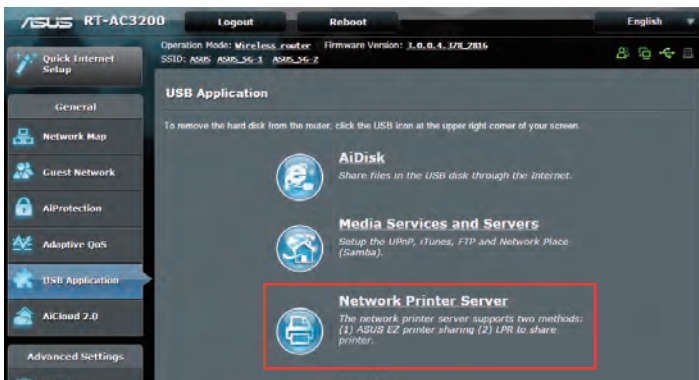 ASUS RT-AC3200 Logout Reboot English
Quick Internet Setup
Operation Mode: Wireless router Firmware Version: 3.0.0.4.378_2816
SSID: ASUS ASUS_5G-1 ASUS_5G-2
General
Network Map
Guest Network
AiProtection
Adaptive QoS
USB Application
AiCloud 2.0
Advanced Settings
USB Application
To remove the hard disk from the router, click the USB icon at the upper right corner of your screen.
AiDisk
Share files in the USB disk through the Internet.
Media Services and Servers
Setup the UPnP, iTunes, FTP and Network Place
(Samba).
Network Printer Server
The network printer server supports two methods:
(1) ASUS EZ printer sharing (2) LPR to share
printer.